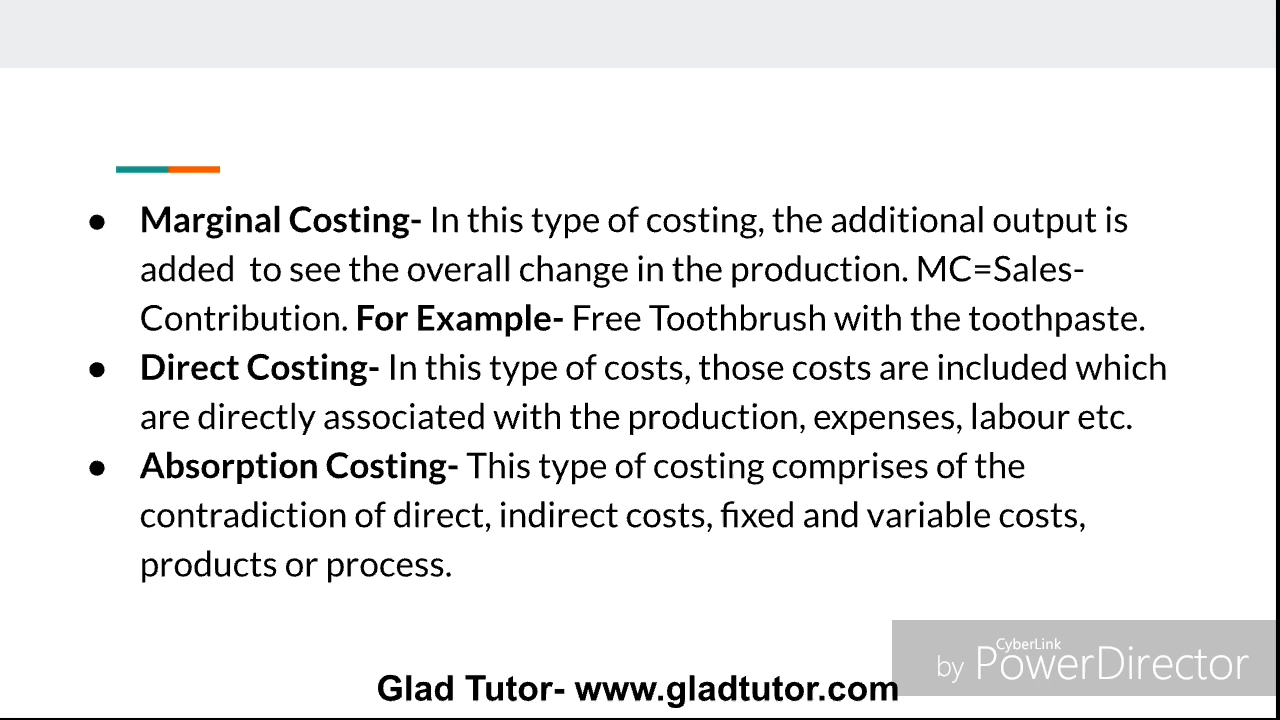 ● Marginal Costing- In this type of costing, the additional output is
added  to see the overall change in the production. MC=Sales-
Contribution. For Example- Free Toothbrush with the toothpaste.
● Direct Costing- In this type of costs, those costs are included which
are directly associated with the production, expenses, labour etc.
● Absorption Costing- This type of costing comprises of the
contradiction of direct, indirect costs, fixed and variable costs,
products or process.
CyberLink
by PowerDirector
Glad Tutor- www.gladtutor.com